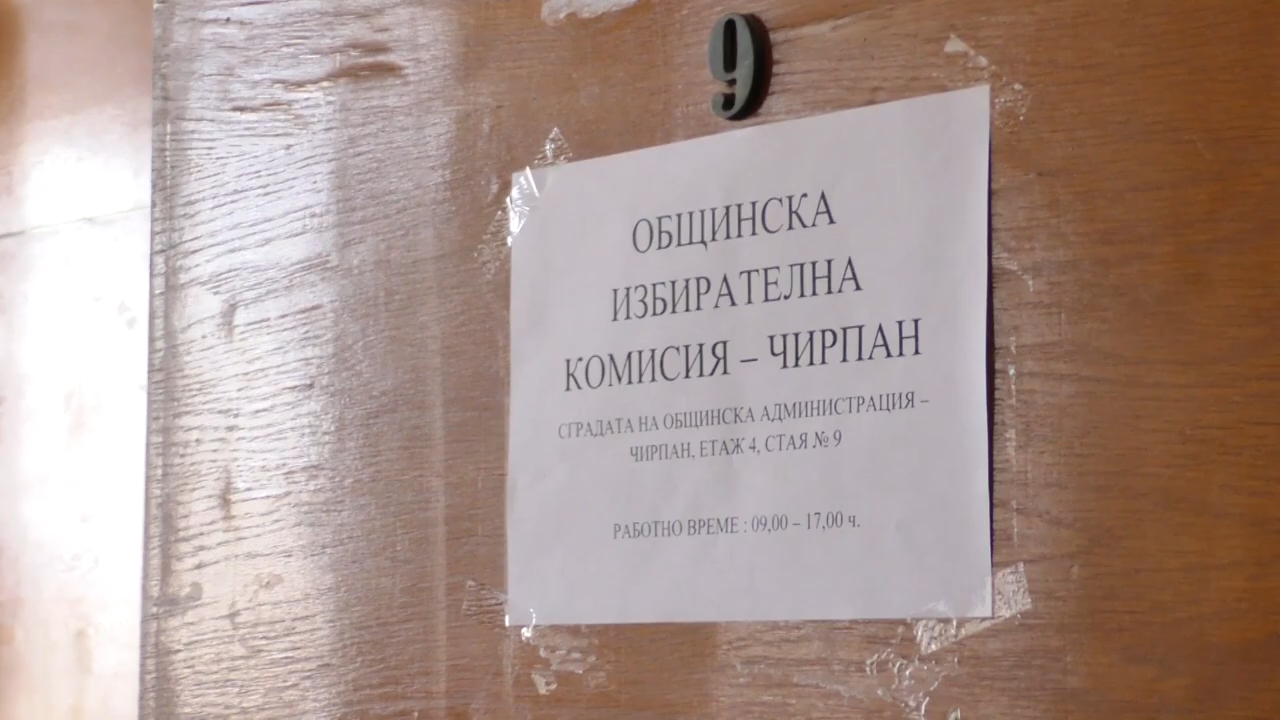 9
ОБЩИНСКА
ИЗБИРАТЕЛНА
КОМИСИЯ – ЧИРПАН
СГРАДАТА НА ОБЩИНСКА АДМИНИСТРАЦИЯ –
ЧИРПАН, ЕТАЖ 4, СТАЯ № 9
РАБОТНО ВРЕМЕ : 09,00 – 17,00 ч.